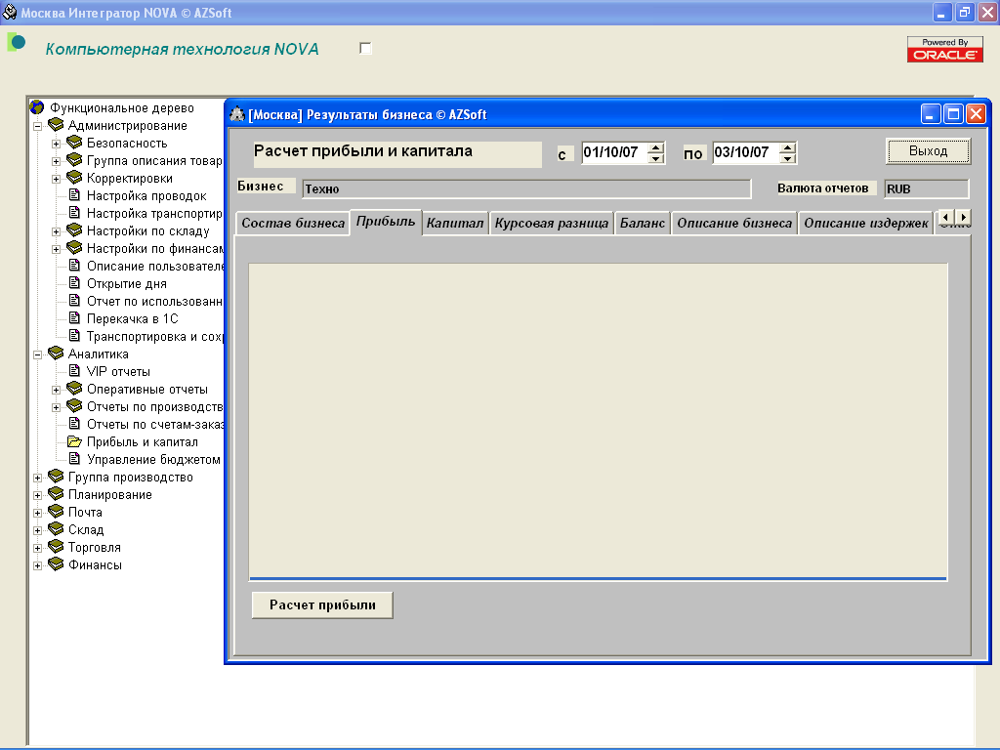 Москва Интегратор NOVA © AZSoft
Компьютерная технология NOVA
Powered By
ORACLE
Функциональное дерево
Администрирование
Безопасность
Группа описания товар
Корректировки
Настройка проводок
Настройка транспортир
Настройки по складу
Настройки по финансам
Описание пользователе
Открытие дня
Отчет по использован
Перекачка в 1С
Транспортировка и сох
Аналитика
VIP отчеты
Оперативные отчеты
Отчеты по производств
Отчеты по счетам-заказ
Прибыль и капитал
Управление бюджетом
Группа производство
Планирование
Почта
Склад
Торговля
Финансы
[Москва] Результаты бизнеса © AZSoft
Расчет прибыли и капитала с 01/10/07 по 03/10/07 Выход
Бизнес Техно Валюта отчетов RUB
Состав бизнеса Прибыль Капитал Курсовая разница Баланс Описание бизнеса Описание издержек
Расчет прибыли